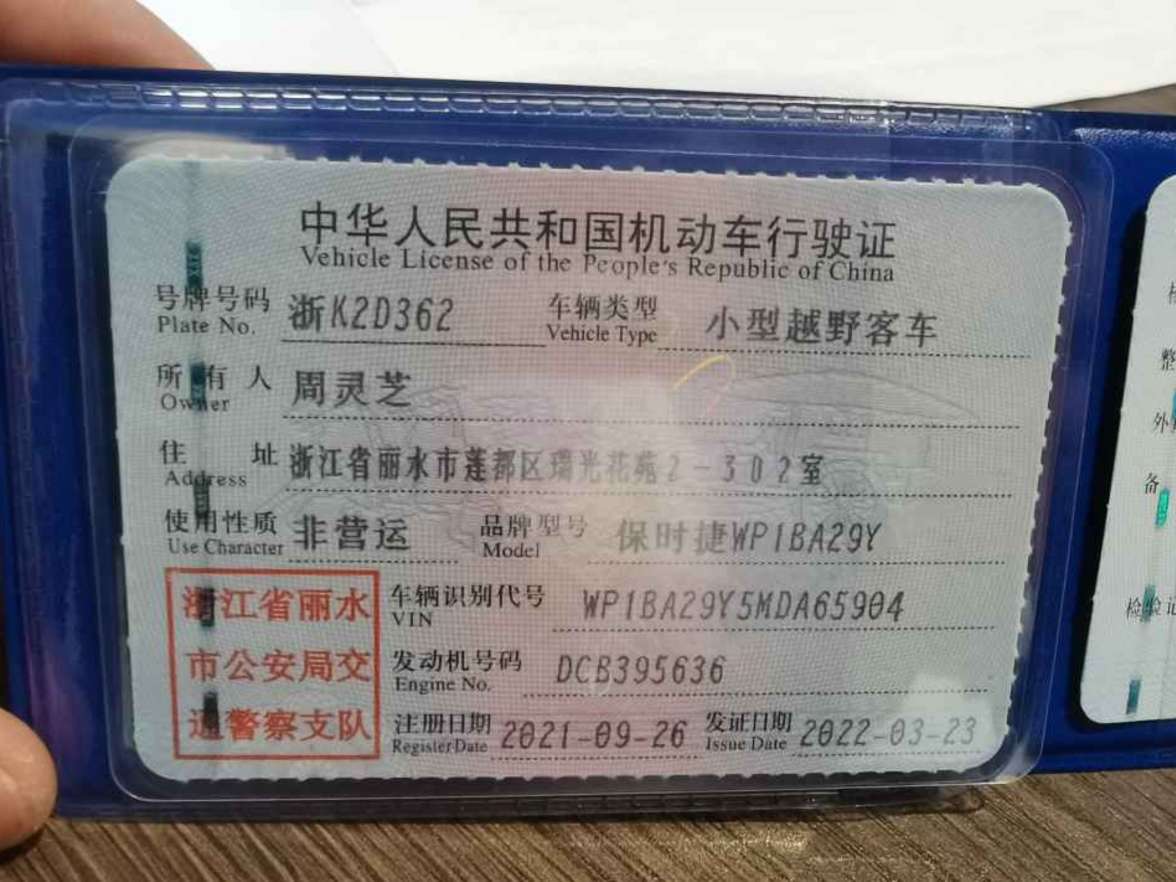 中华人民共和国机动车行驶证
Vehicle License of the People's Republic of China
号牌号码 浙K2D362 车辆类型 小型越野客车
Plate No. Vehicle Type
所有人 周灵芝
Owner
住址 浙江省丽水市莲都区瑞光花苑2-302室
Address
使用性质 非营运 品牌型号 保时捷WP1BA29Y
Use Character Model
浙江省丽水
市公安局交
通警察支队
车辆识别代号 WP1BA29Y5MDA65904
VIN
发动机号码 DCB395636
Engine No.
注册日期 2021-09-26 发证日期 2022-03-23
Register Date Issue Date
整
外
备
检验记